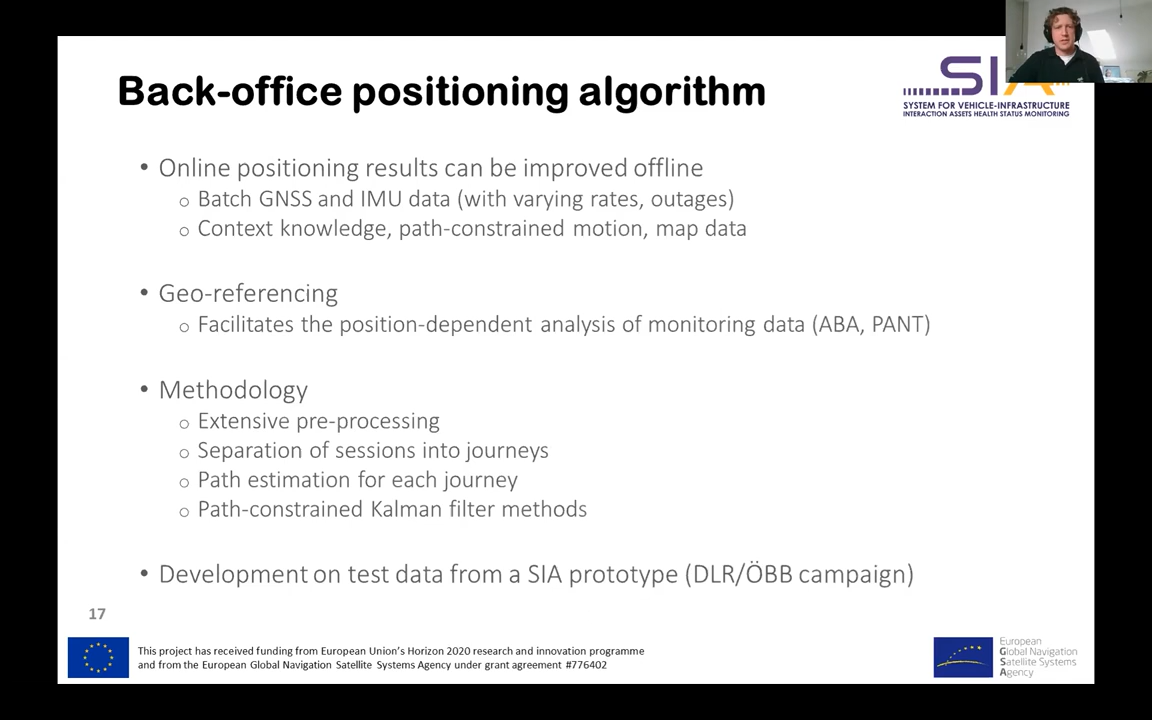 Back-office positioning algorithm
SIA
SYSTEM FOR VEHICLE-INFRASTRUCTURE
INTERACTION ASSETS HEALTH STATUS MONITORING
• Online positioning results can be improved offline
o Batch GNSS and IMU data (with varying rates, outages)
o Context knowledge, path-constrained motion, map data
• Geo-referencing
o Facilitates the position-dependent analysis of monitoring data (ABA, PANT)
• Methodology
o Extensive pre-processing
o Separation of sessions into journeys
o Path estimation for each journey
o Path-constrained Kalman filter methods
• Development on test data from a SIA prototype (DLR/ÖBB campaign)
17
This project has received funding from European Union's Horizon 2020 research and innovation programme
and from the European Global Navigation Satellite Systems Agency under grant agreement #776402
European
Global Navigation
Satellite Systems
Agency